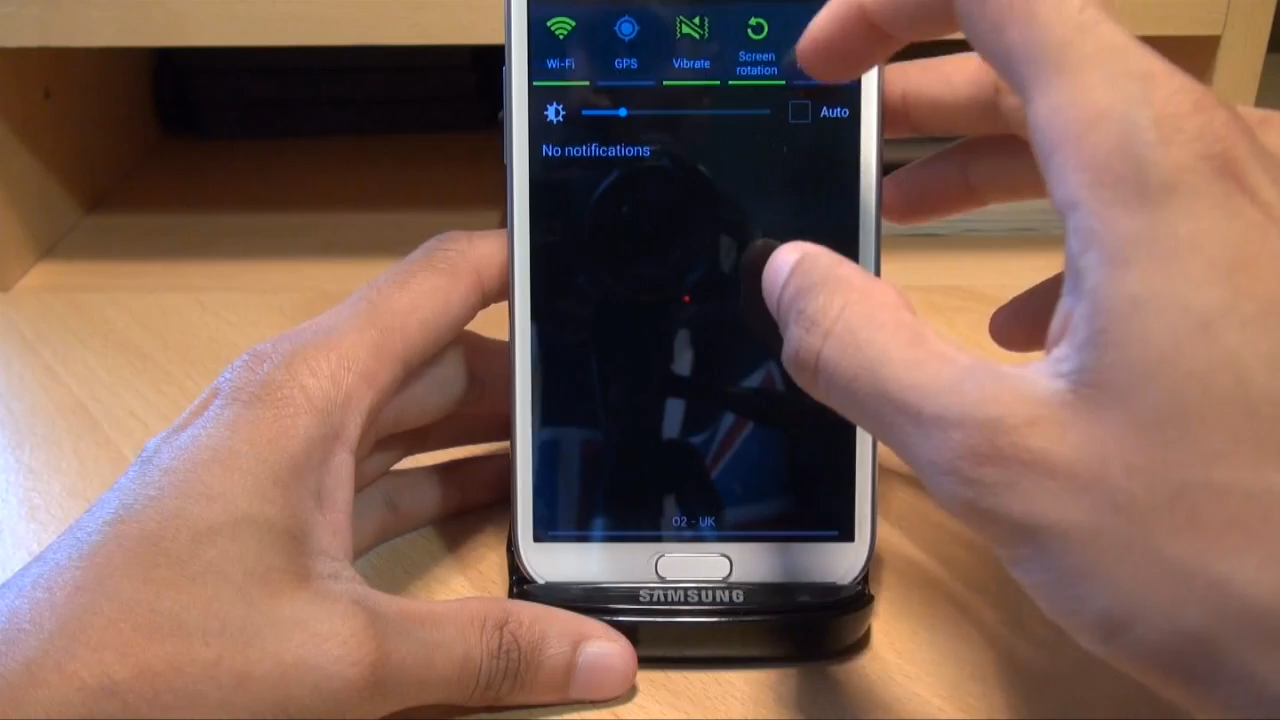 Wi-Fi
GPS
Vibrate
Screen
rotation
Auto
No notifications
O2 - UK
SAMSUNG